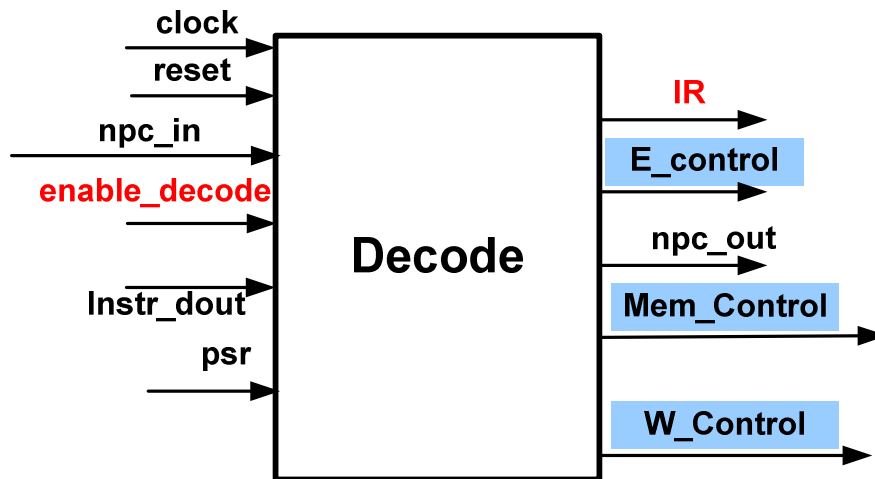 clock
reset
npc_in
enable_decode
Instr_dout
psr
Decode
IR
E_control
npc_out
Mem_Control
W_Control